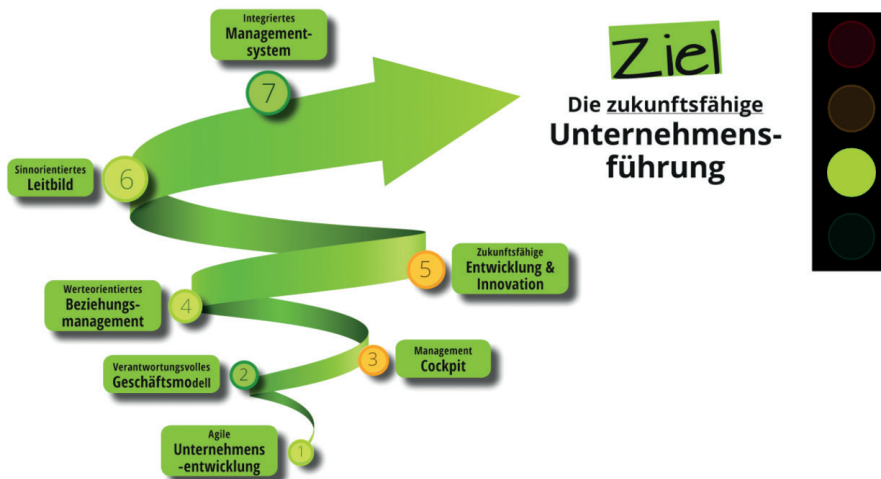 Integriertes
Management-
system
7
Ziel
Die zukunftsfähige
Unternehmens-
führung
Sinnorientiertes
Leitbild
6
5
Zukunftsfähige
Entwicklung &
Innovation
Werteorientiertes
Beziehungs-
management
4
3
Management
Cockpit
Verantwortungsvolles
Geschäftsmodell
2
Agile
Unternehmens
-entwicklung
1